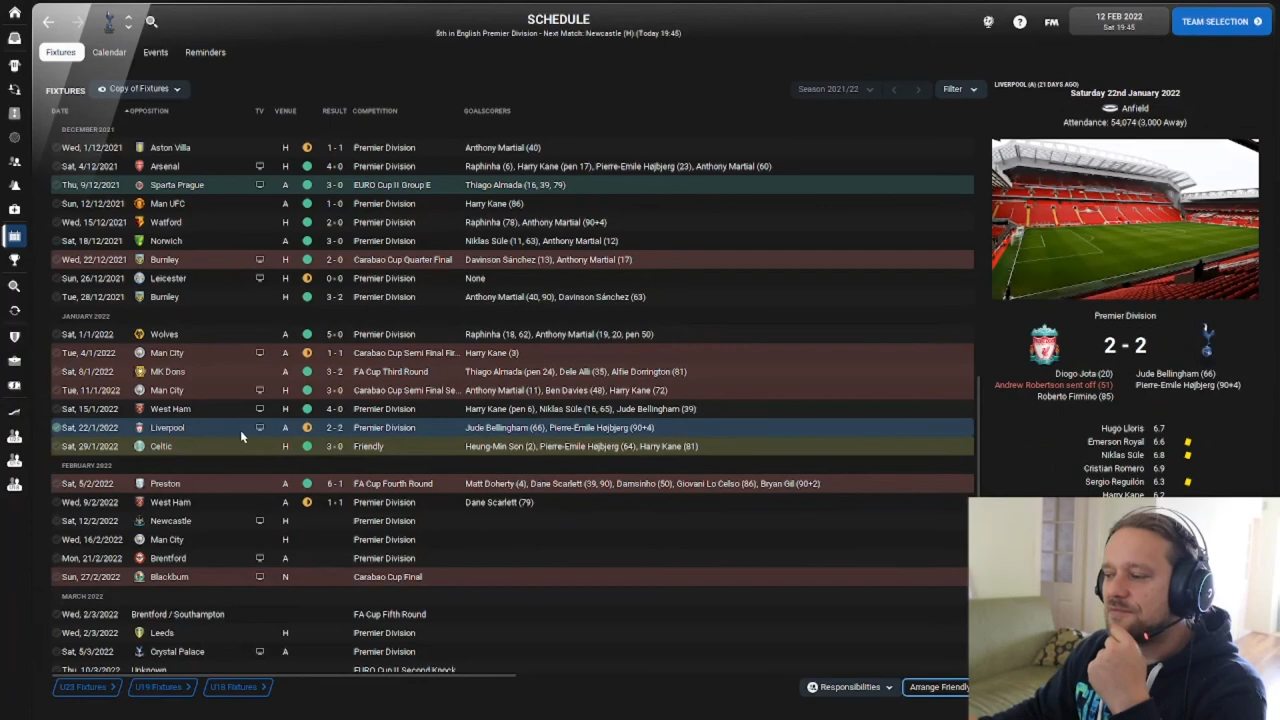 SCHEDULE
5th in English Premier Division - Next Match: Newcastle (H) (Today 19:45)
FM
12 FEB 2022
Sat 19:45
TEAM SELECTION
Fixtures Calendar Events Reminders
FIXTURES Copy of Fixtures Season 2021/22 Filter
DATE OPPOSITION TV VENUE RESULT COMPETITION GOALSCORERS
DECEMBER 2021
Wed, 1/12/2021 Aston Villa H 1 - 1 Premier Division Anthony Martial (40)
Sat, 4/12/2021 Arsenal H 4 - 0 Premier Division Raphinha (6), Harry Kane (pen 17), Pierre-Emile Højbjerg (23), Anthony Martial (60)
Thu, 9/12/2021 Sparta Prague A 3 - 0 EURO Cup II Group E Thiago Almada (16, 39, 79)
Sun, 12/12/2021 Man UFC A 1 - 0 Premier Division Harry Kane (86)
Wed, 15/12/2021 Watford H 2 - 0 Premier Division Raphinha (78), Anthony Martial (90+4)
Sat, 18/12/2021 Norwich A 3 - 0 Premier Division Niklas Süle (11, 63), Anthony Martial (12)
Wed, 22/12/2021 Burnley H 2 - 0 Carabao Cup Quarter Final Davinson Sánchez (13), Anthony Martial (17)
Sun, 26/12/2021 Leicester H 0 - 0 Premier Division None
Tue, 28/12/2021 Burnley H 3 - 2 Premier Division Anthony Martial (40, 90), Davinson Sánchez (63)
JANUARY 2022
Sat, 1/1/2022 Wolves A 5 - 0 Premier Division Raphinha (18, 62), Anthony Martial (19, 20, pen 50)
Tue, 4/1/2022 Man City A 1 - 1 Carabao Cup Semi Final Fir... Harry Kane (3)
Sat, 8/1/2022 MK Dons A 3 - 2 FA Cup Third Round Thiago Almada (pen 24), Dele Alli (35), Alfie Dorrington (81)
Tue, 11/1/2022 Man City H 3 - 0 Carabao Cup Semi Final Se... Anthony Martial (11), Ben Davies (48), Harry Kane (72)
Sat, 15/1/2022 West Ham H 4 - 0 Premier Division Harry Kane (pen 6), Niklas Süle (16, 65), Jude Bellingham (39)
Sat, 22/1/2022 Liverpool A 2 - 2 Premier Division Jude Bellingham (66), Pierre-Emile Højbjerg (90+4)
Sat, 29/1/2022 Celtic H 3 - 0 Friendly Heung-Min Son (2), Pierre-Emile Højbjerg (64), Harry Kane (81)
FEBRUARY 2022
Sat, 5/2/2022 Preston A 6 - 1 FA Cup Fourth Round Matt Doherty (4), Dane Scarlett (39, 90), Damsinho (50), Giovani Lo Celso (86), Bryan Gil (90+2)
Wed, 9/2/2022 West Ham A 1 - 1 Premier Division Dane Scarlett (79)
Sat, 12/2/2022 Newcastle H Premier Division
Wed, 16/2/2022 Man City H Premier Division
Mon, 21/2/2022 Brentford A Premier Division
Sun, 27/2/2022 Blackburn N Carabao Cup Final
MARCH 2022
Wed, 2/3/2022 Brentford / Southampton FA Cup Fifth Round
Wed, 2/3/2022 Leeds H Premier Division
Sat, 5/3/2022 Crystal Palace A Premier Division
Thu, 10/3/2022 Unknown EURO Cup II Second Knock
U23 Fixtures U19 Fixtures U18 Fixtures Responsibilities Arrange Friendly
LIVERPOOL (A) (21 DAYS AGO)
Saturday 22nd January 2022
Anfield
Attendance: 54,074 (3,000 Away)
Premier Division
2 - 2
Diogo Jota (20) Jude Bellingham (66)
Andrew Robertson sent off (51) Pierre-Emile Højbjerg (90+4)
Roberto Firmino (85)
Hugo Lloris 6.7
Emerson Royal 6.6
Niklas Süle 6.8
Cristian Romero 6.9
Sergio Reguilón 6.3
Harry Kane 6.2